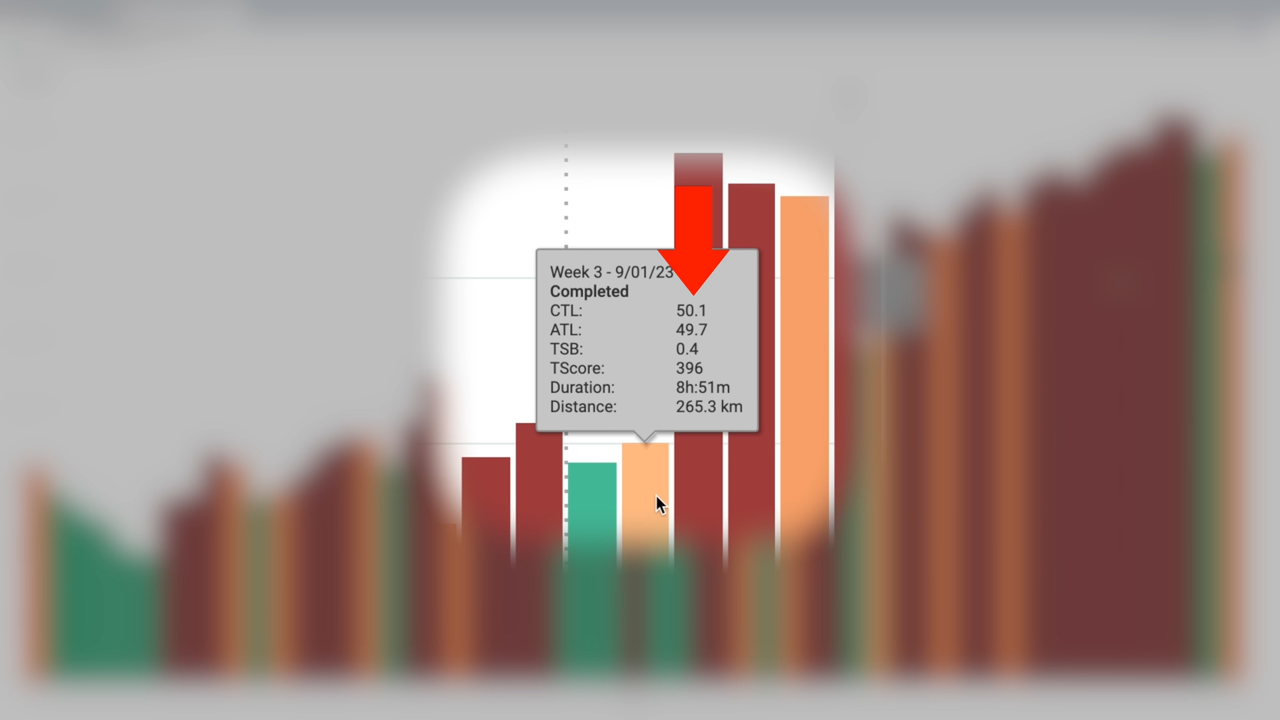 Week 3 - 9/01/23
Completed
CTL: 50.1
ATL: 49.7
TSB: 0.4
TScore: 396
Duration: 8h:51m
Distance: 265.3 km